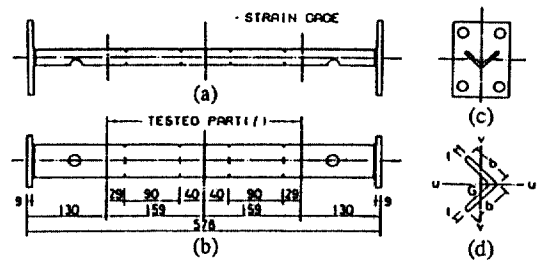 - STRAIN GAGE
(a)
(c)
TESTED PART(l)
29 90 40 40 90 29
9 130 159 159 130 9
578
(b)
v
t b
u G u
t b
v
(d)